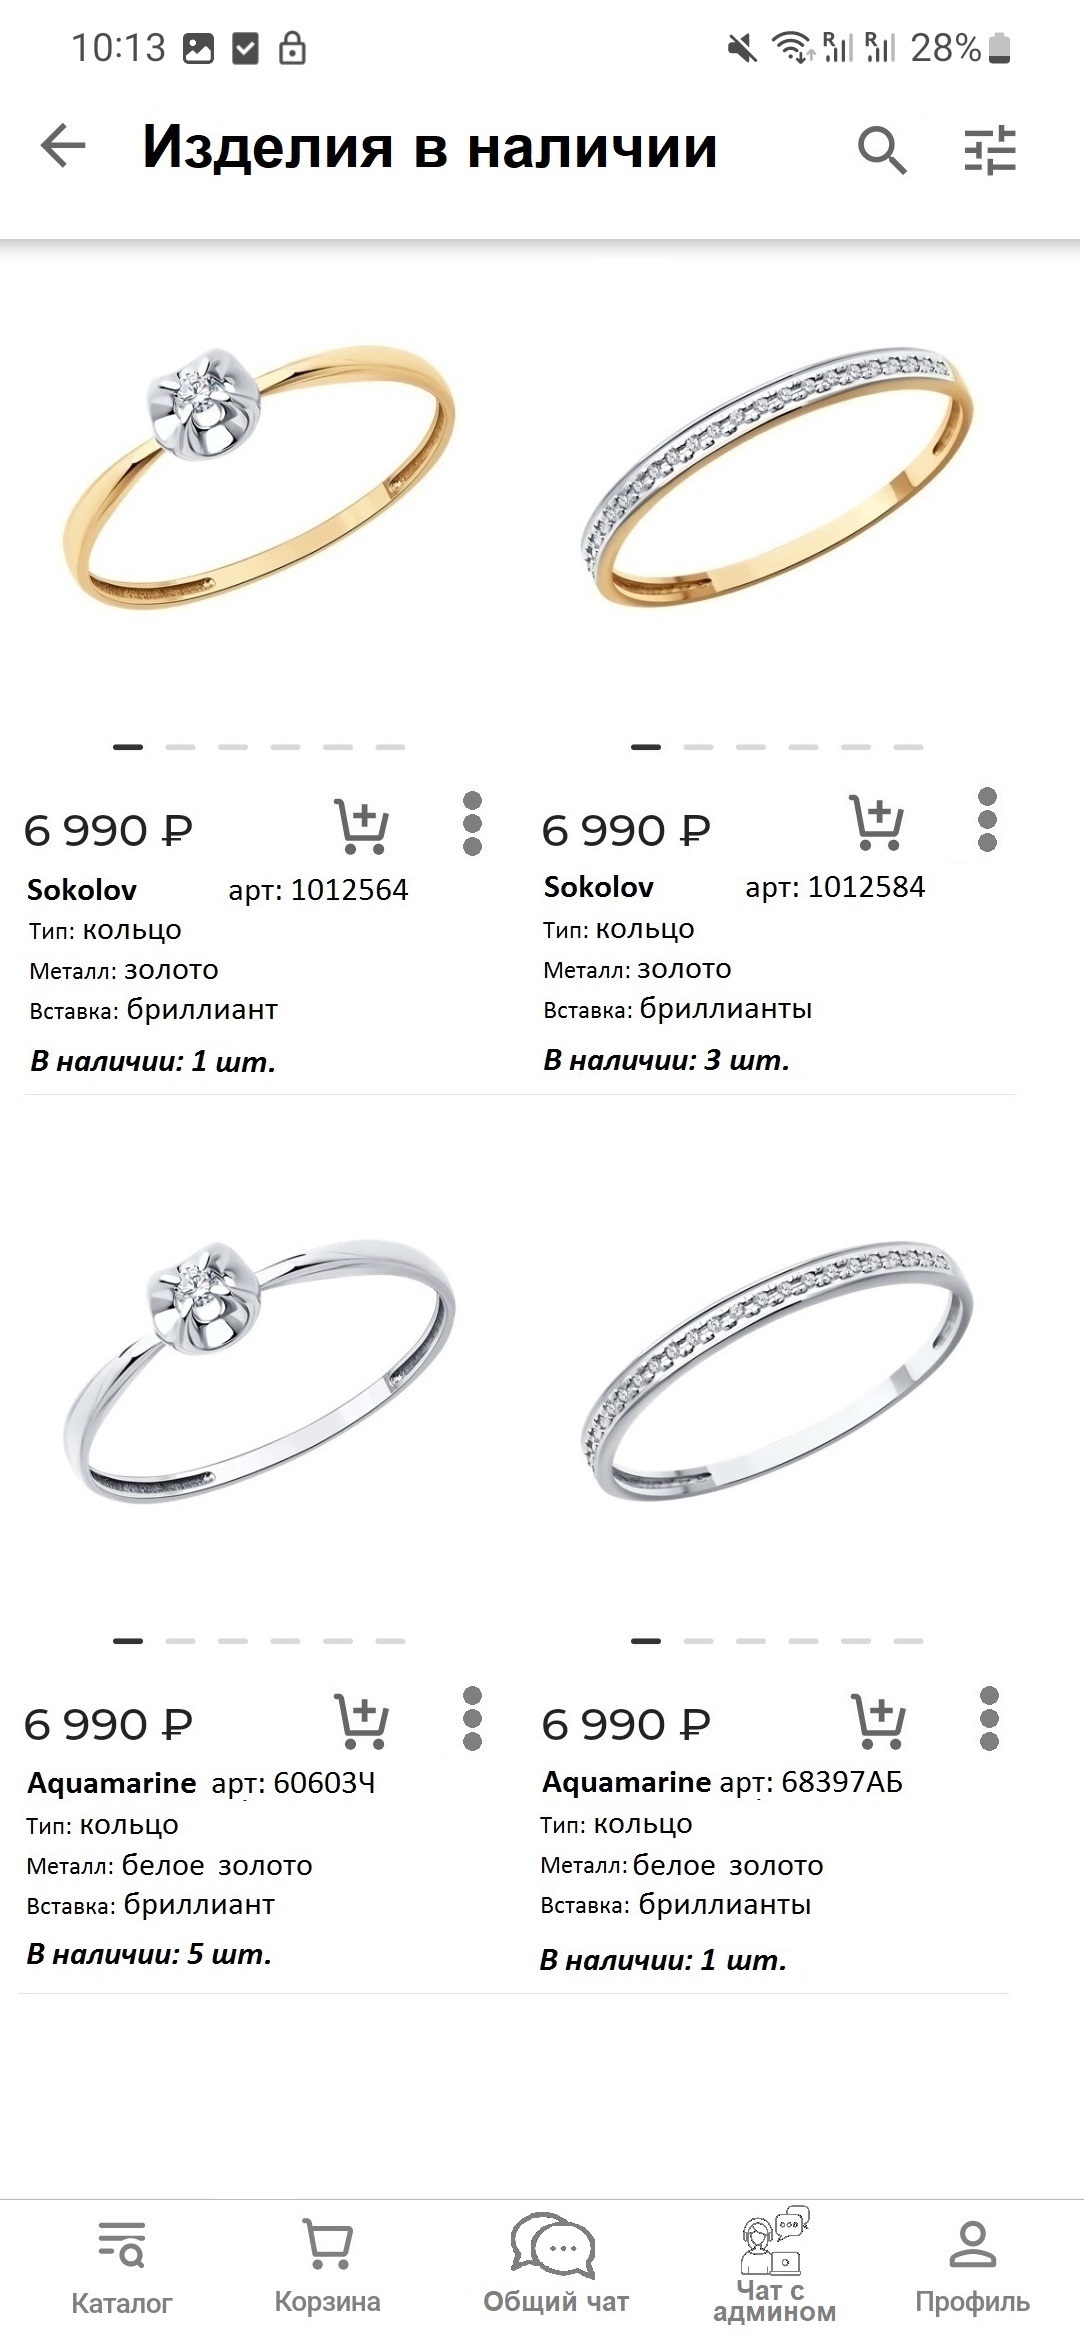 10:13 R R 28%
Изделия в наличии
6 990 ₽
Sokolov арт: 1012564
Тип: кольцо
Металл: золото
Вставка: бриллиант
В наличии: 1 шт.
6 990 ₽
Sokolov арт: 1012584
Тип: кольцо
Металл: золото
Вставка: бриллианты
В наличии: 3 шт.
6 990 ₽
Aquamarine арт: 60603Ч
Тип: кольцо
Металл: белое золото
Вставка: бриллиант
В наличии: 5 шт.
6 990 ₽
Aquamarine арт: 68397АБ
Тип: кольцо
Металл: белое золото
Вставка: бриллианты
В наличии: 1 шт.
Каталог
Корзина
Общий чат
Чат с
админом
Профиль